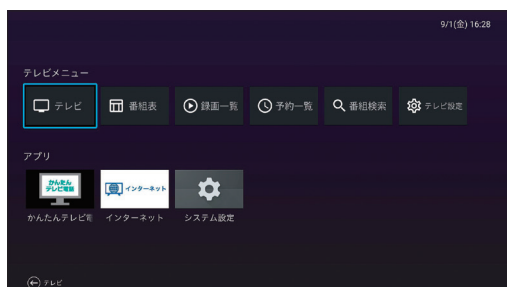 9/1(金) 16:28
テレビメニュー
テレビ
番組表
録画一覧
予約一覧
番組検索
テレビ設定
アプリ
かんたん
テレビ電話
インターネット
かんたんテレビ電
インターネット
システム設定
テレビ